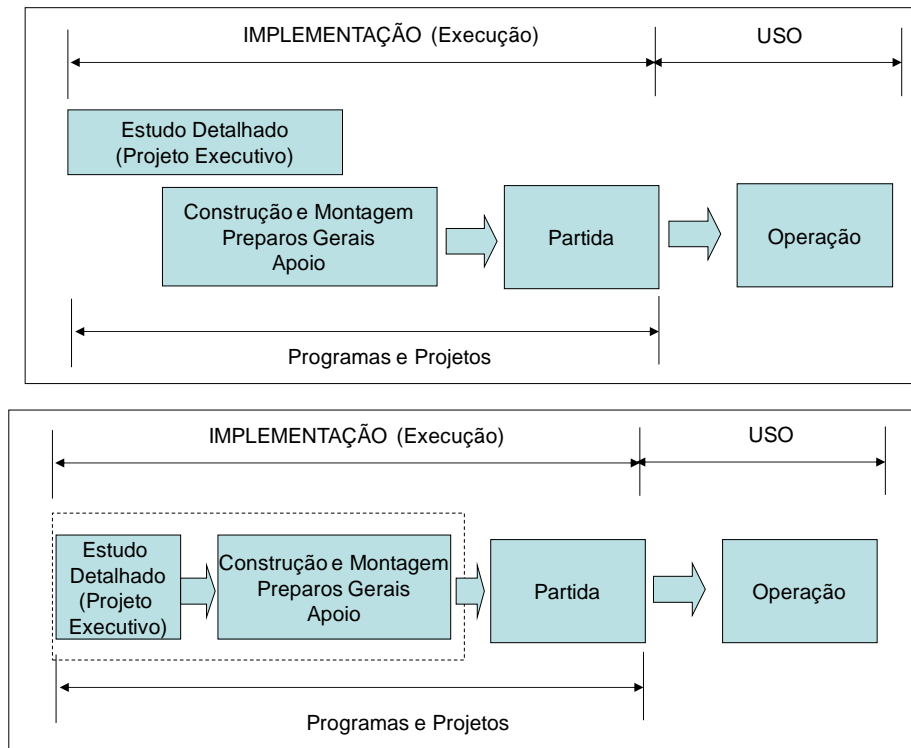 IMPLEMENTAÇÃO (Execução)
USO
Estudo Detalhado
(Projeto Executivo)
Construção e Montagem
Preparos Gerais
Apoio
Partida
Operação
Programas e Projetos
IMPLEMENTAÇÃO (Execução)
USO
Estudo
Detalhado
(Projeto
Executivo)
Construção e Montagem
Preparos Gerais
Apoio
Partida
Operação
Programas e Projetos